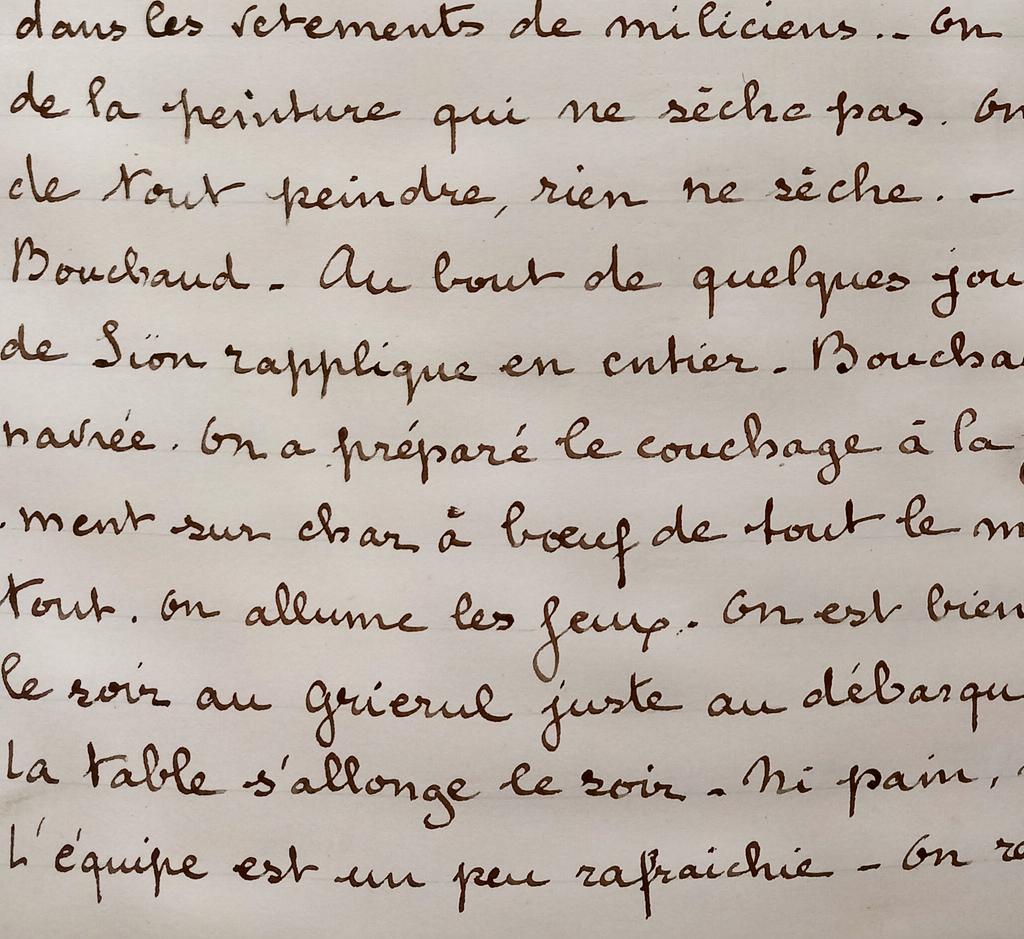 dans les vêtements de miliciens.. On
de la peinture qui ne sèche pas. On
de tout peindre, rien ne sèche. -
Bouchaud - Au bout de quelques jou
de Siön rapplique en entier - Boucha
navrée. On a préparé le couchage à la
ment sur char à bœuf de tout le m
tout. On allume les feux. On est bien
le soir au Grierul juste au débarqu
La table s'allonge le soir - Ni pain,
L'équipe est un peu rafraichie - On